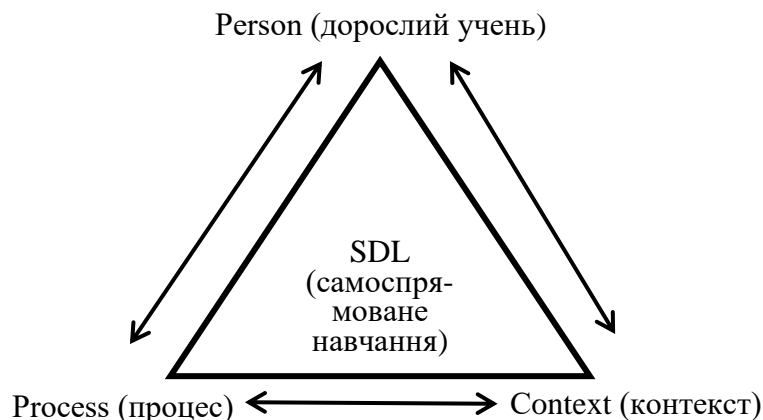 Person (дорослий учень)
SDL
(самоспря-
моване
навчання)
Process (процес)
Context (контекст)